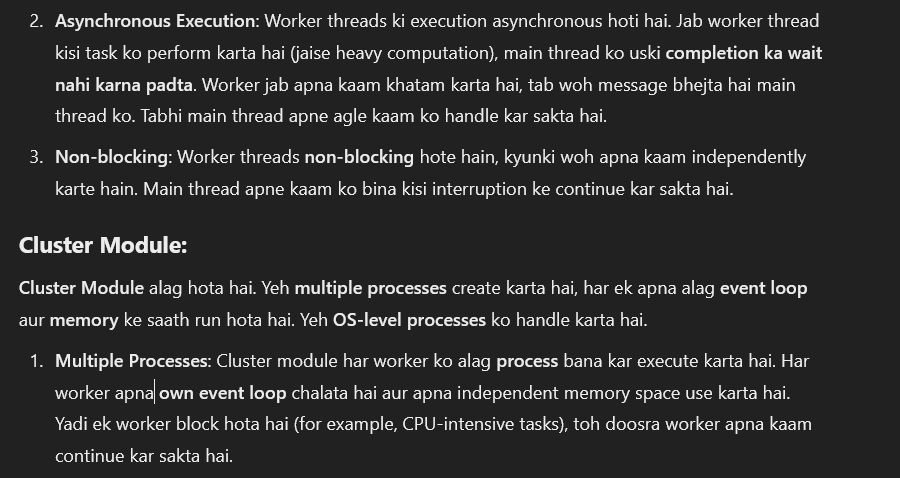 2. Asynchronous Execution: Worker threads ki execution asynchronous hoti hai. Jab worker thread
kisi task ko perform karta hai (jaise heavy computation), main thread ko uski completion ka wait
nahi karna padta. Worker jab apna kaam khatam karta hai, tab woh message bhejta hai main
thread ko. Tabhi main thread apne agle kaam ko handle kar sakta hai.
3. Non-blocking: Worker threads non-blocking hote hain, kyunki woh apna kaam independently
karte hain. Main thread apne kaam ko bina kisi interruption ke continue kar sakta hai.
Cluster Module:
Cluster Module alag hota hai. Yeh multiple processes create karta hai, har ek apna alag event loop
aur memory ke saath run hota hai. Yeh OS-level processes ko handle karta hai.
1. Multiple Processes: Cluster module har worker ko alag process bana kar execute karta hai. Har
worker apna own event loop chalata hai aur apna independent memory space use karta hai.
Yadi ek worker block hota hai (for example, CPU-intensive tasks), toh doosra worker apna kaam
continue kar sakta hai.